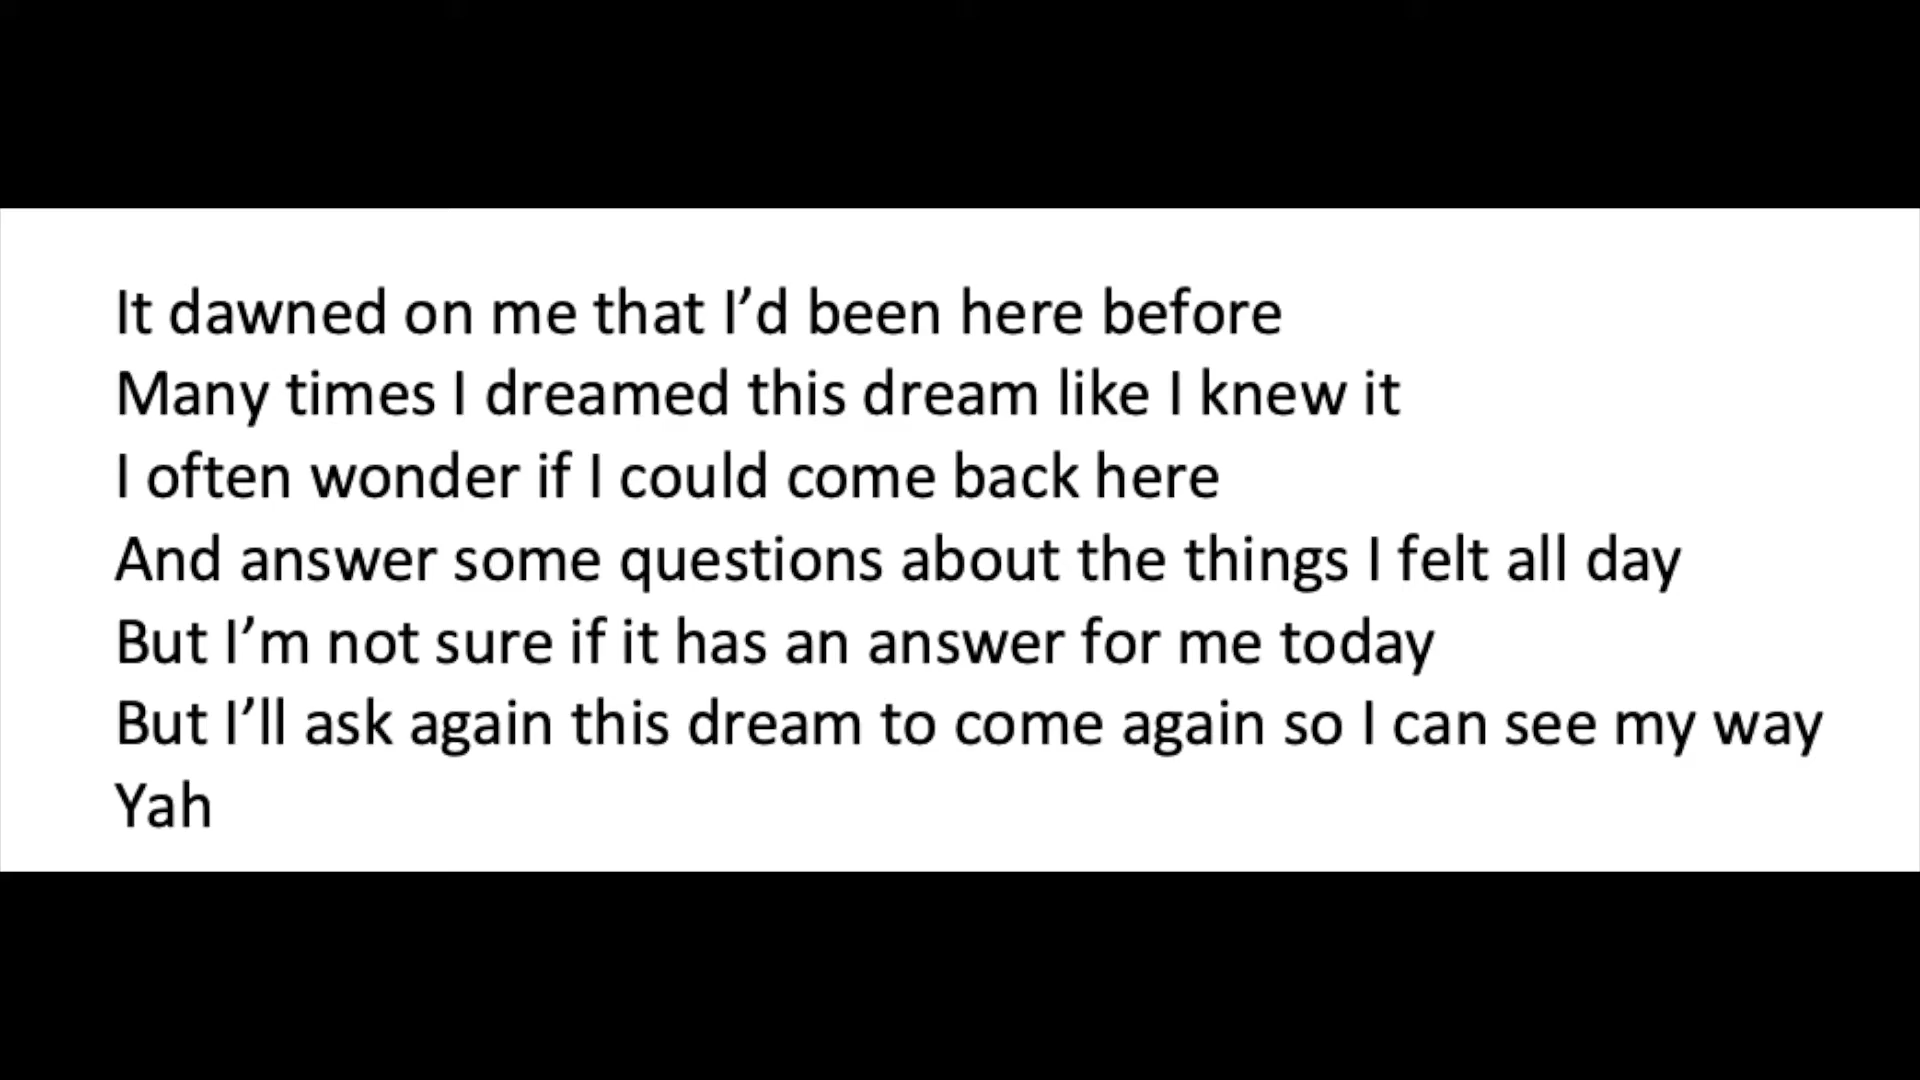 It dawned on me that I’d been here before
Many times I dreamed this dream like I knew it
I often wonder if I could come back here
And answer some questions about the things I felt all day
But I’m not sure if it has an answer for me today
But I’ll ask again this dream to come again so I can see my way
Yah